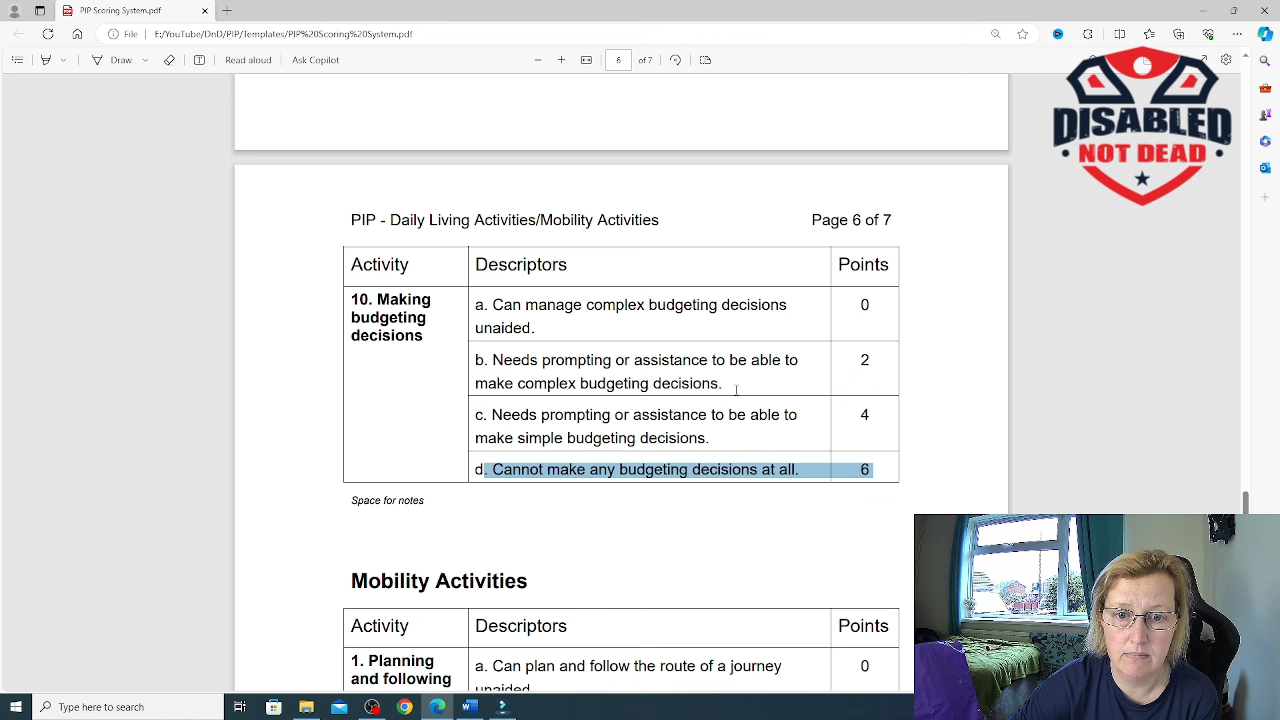 PIP Scoring System.pdf
File E:/YouTube/DnD/PIP/Templates/PIP%20Scoring%20System.pdf
Draw Read aloud Ask Copilot 6 of 7
DISABLED
NOT DEAD
PIP - Daily Living Activities/Mobility Activities Page 6 of 7
Activity Descriptors Points
10. Making budgeting decisions
a. Can manage complex budgeting decisions 0
unaided.
b. Needs prompting or assistance to be able to 2
make complex budgeting decisions.
c. Needs prompting or assistance to be able to 4
make simple budgeting decisions.
d. Cannot make any budgeting decisions at all. 6
Space for notes
Mobility Activities
Activity Descriptors Points
1. Planning and following
a. Can plan and follow the route of a journey 0
unaided
Type here to search